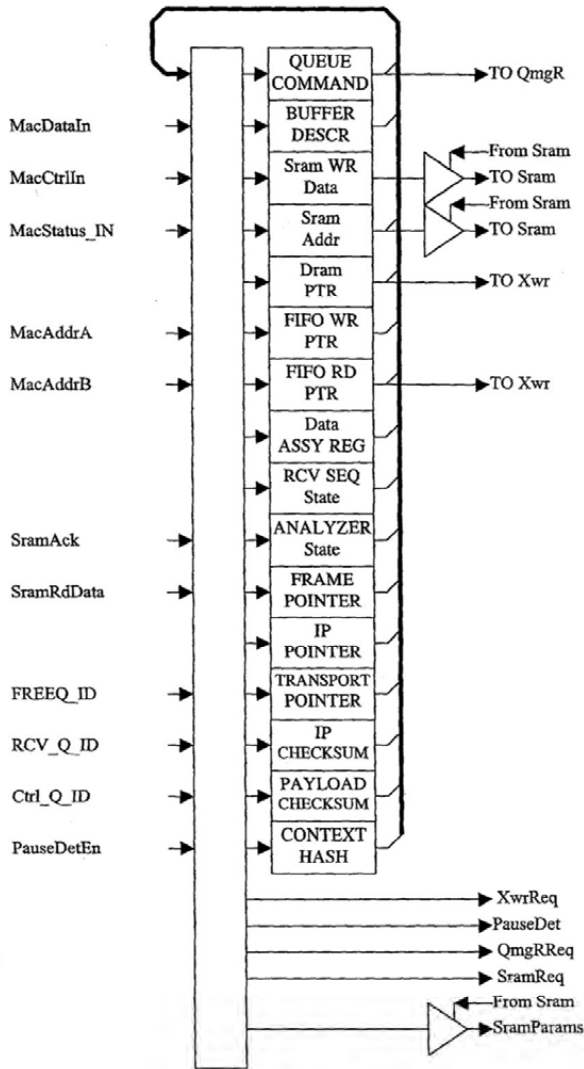 QUEUE
COMMAND
TO QmgR
MacDataIn
BUFFER
DESCR
From Sram
MacCtrlIn
Sram WR
Data
TO Sram
From Sram
MacStatus_IN
Sram
Addr
TO Sram
Dram
PTR
TO Xwr
MacAddrA
FIFO WR
PTR
MacAddrB
FIFO RD
PTR
TO Xwr
Data
ASSY REG
RCV SEQ
State
SramAck
ANALYZER
State
SramRdData
FRAME
POINTER
IP
POINTER
FREEQ_ID
TRANSPORT
POINTER
RCV_Q_ID
IP
CHECKSUM
Ctrl_Q_ID
PAYLOAD
CHECKSUM
PauseDetEn
CONTEXT
HASH
XwrReq
PauseDet
QmgRReq
SramReq
From Sram
SramParams